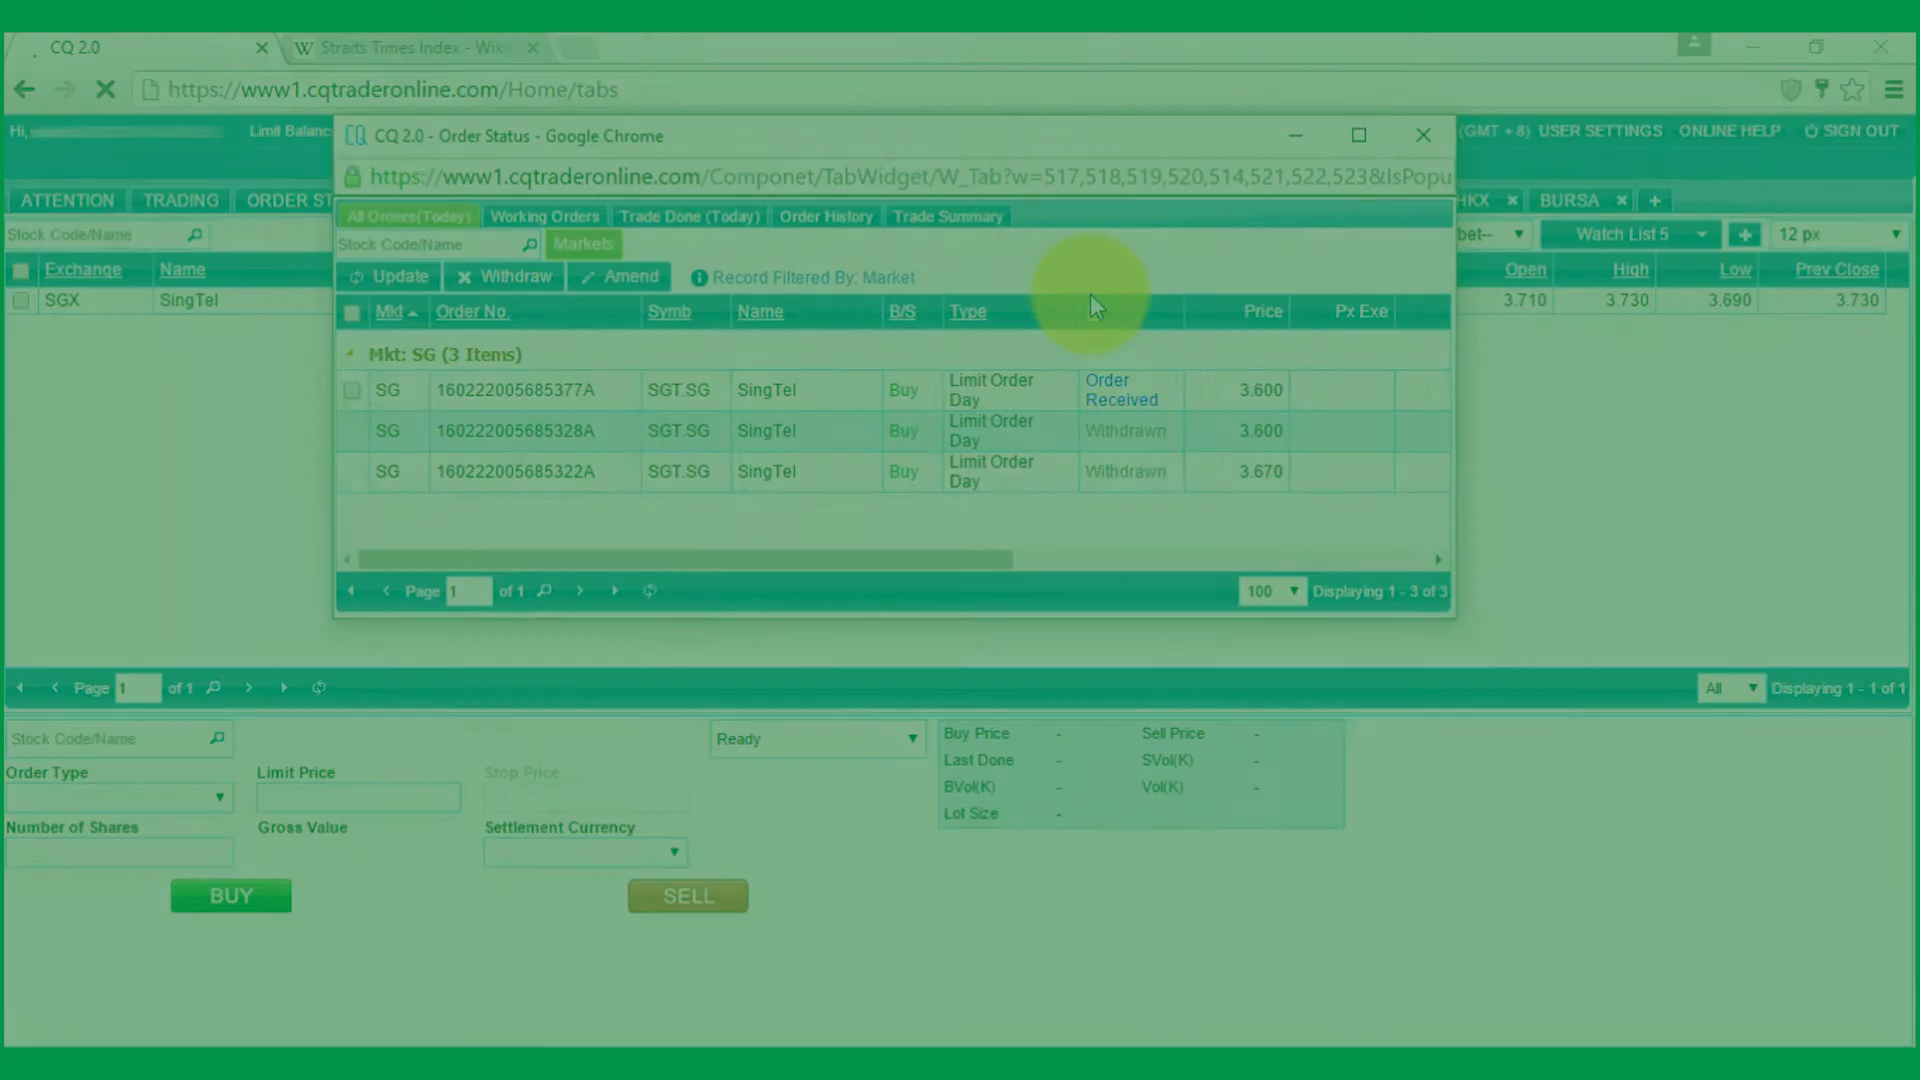 CQ 2.0
W Straits Times Index - Wiki
https://www1.cqtraderonline.com/Home/tabs
Hi,
Limit Balanc
(GMT + 8) USER SETTINGS ONLINE HELP SIGN OUT
CQ CQ 2.0 - Order Status - Google Chrome
https://www1.cqtraderonline.com/Componet/TabWidget/W_Tab?w=517,518,519,520,514,521,522,523&IsPopu
ATTENTION TRADING ORDER ST
HKX BURSA +
All Orders(Today) Working Orders Trade Done (Today) Order History Trade Summary
Stock Code/Name
Stock Code/Name Markets
bet-- Watch List 5 + 12 px
Update Withdraw Amend Record Filtered By: Market
Exchange Name
Open High Low Prev Close
SGX SingTel
3.710 3.730 3.690 3.730
Mkt Order No. Symb Name B/S Type Price Px Exe
Mkt: SG (3 Items)
SG 160222005685377A SGT.SG SingTel Buy Limit Order Day Order Received 3.600
SG 160222005685328A SGT.SG SingTel Buy Limit Order Day Withdrawn 3.600
SG 160222005685322A SGT.SG SingTel Buy Limit Order Day Withdrawn 3.670
Page 1 of 1 100 Displaying 1 - 3 of 3
Page 1 of 1 All Displaying 1 - 1 of 1
Stock Code/Name Ready
Buy Price - Sell Price -
Last Done - SVol(K) -
BVol(K) - Vol(K) -
Lot Size -
Order Type Limit Price Stop Price
Number of Shares Gross Value Settlement Currency
BUY SELL